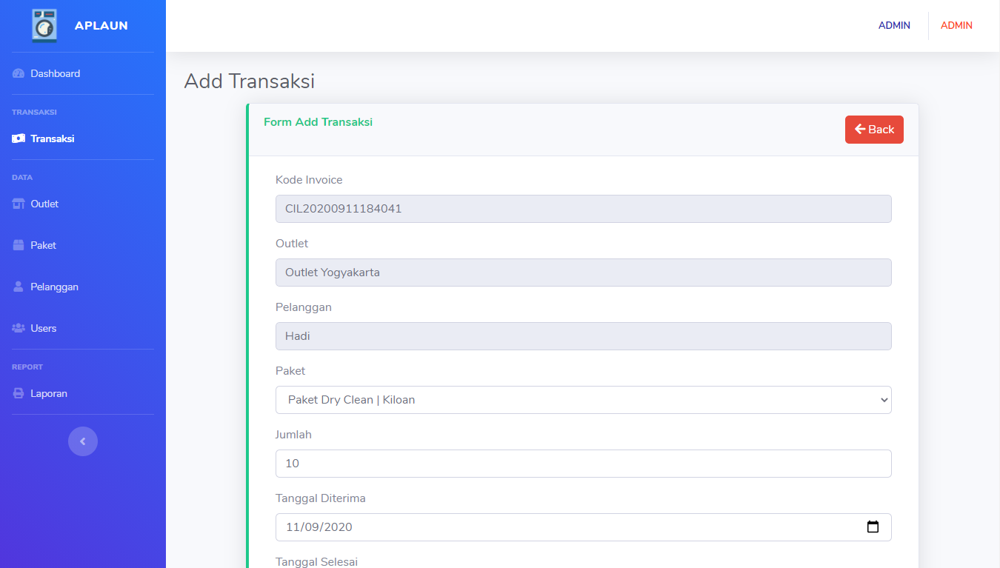 APLAUN
ADMIN
ADMIN
Dashboard
TRANSAKSI
Transaksi
DATA
Outlet
Paket
Pelanggan
Users
REPORT
Laporan
Add Transaksi
Form Add Transaksi
Back
Kode Invoice
CIL20200911184041
Outlet
Outlet Yogyakarta
Pelanggan
Hadi
Paket
Paket Dry Clean | Kiloan
Jumlah
10
Tanggal Diterima
11/09/2020
Tanggal Selesai